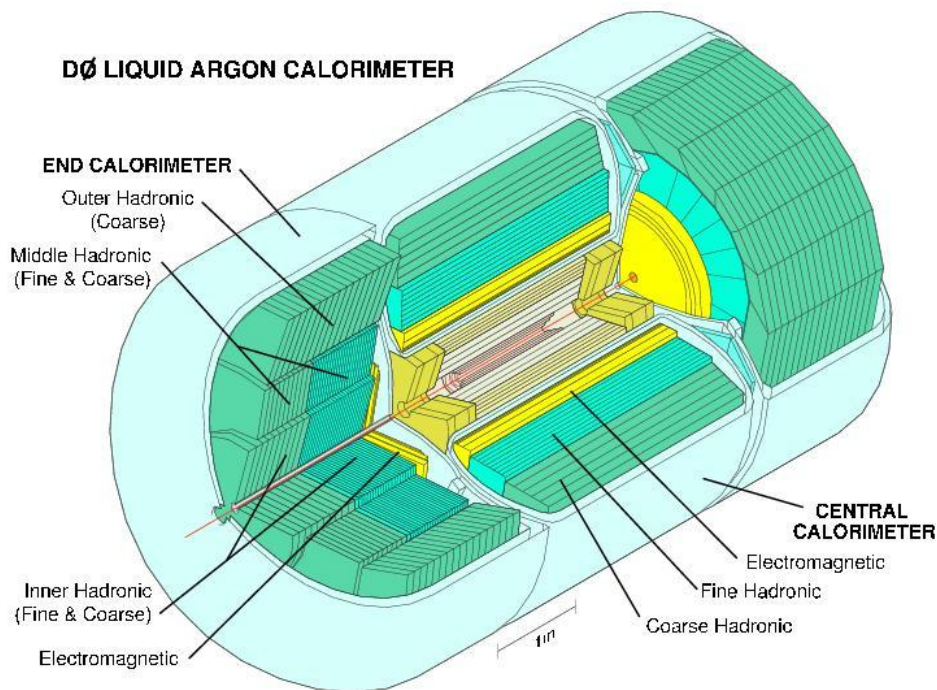 DØ LIQUID ARGON CALORIMETER
END CALORIMETER
Outer Hadronic
(Coarse)
Middle Hadronic
(Fine & Coarse)
Inner Hadronic
(Fine & Coarse)
Electromagnetic
1m
CENTRAL
CALORIMETER
Electromagnetic
Fine Hadronic
Coarse Hadronic